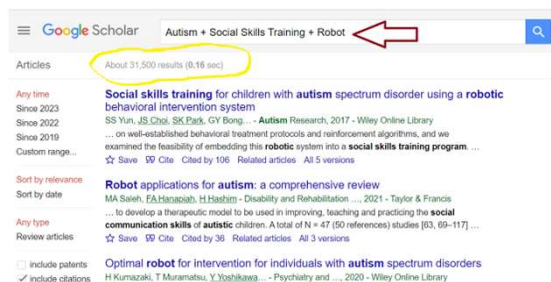 Google Scholar
Autism + Social Skills Training + Robot
Articles
About 31,500 results (0.16 sec)
Any time
Since 2023
Since 2022
Since 2019
Custom range...
Sort by relevance
Sort by date
Any type
Review articles
include patents
include citations
Social skills training for children with autism spectrum disorder using a robotic
behavioral intervention system
SS Yun, JS Choi, SK Park, GY Bong... - Autism Research, 2017 - Wiley Online Library
... on well-established behavioral treatment protocols and reinforcement algorithms, and we
examined the feasibility of embedding this robotic system into a social skills training program. ...
Save Cite Cited by 106 Related articles All 5 versions
Robot applications for autism: a comprehensive review
MA Saleh, FA Hanapiah, H Hashim - Disability and Rehabilitation ..., 2021 - Taylor & Francis
... to develop a therapeutic model to be used in improving, teaching and practicing the social
communication skills of autistic children. A total of N = 47 (50 references) studies [63, 69–117] ...
Save Cite Cited by 36 Related articles All 3 versions
Optimal robot for intervention for individuals with autism spectrum disorders
H Kumazaki, T Muramatsu, Y Yoshikawa... - Psychiatry and ..., 2020 - Wiley Online Library